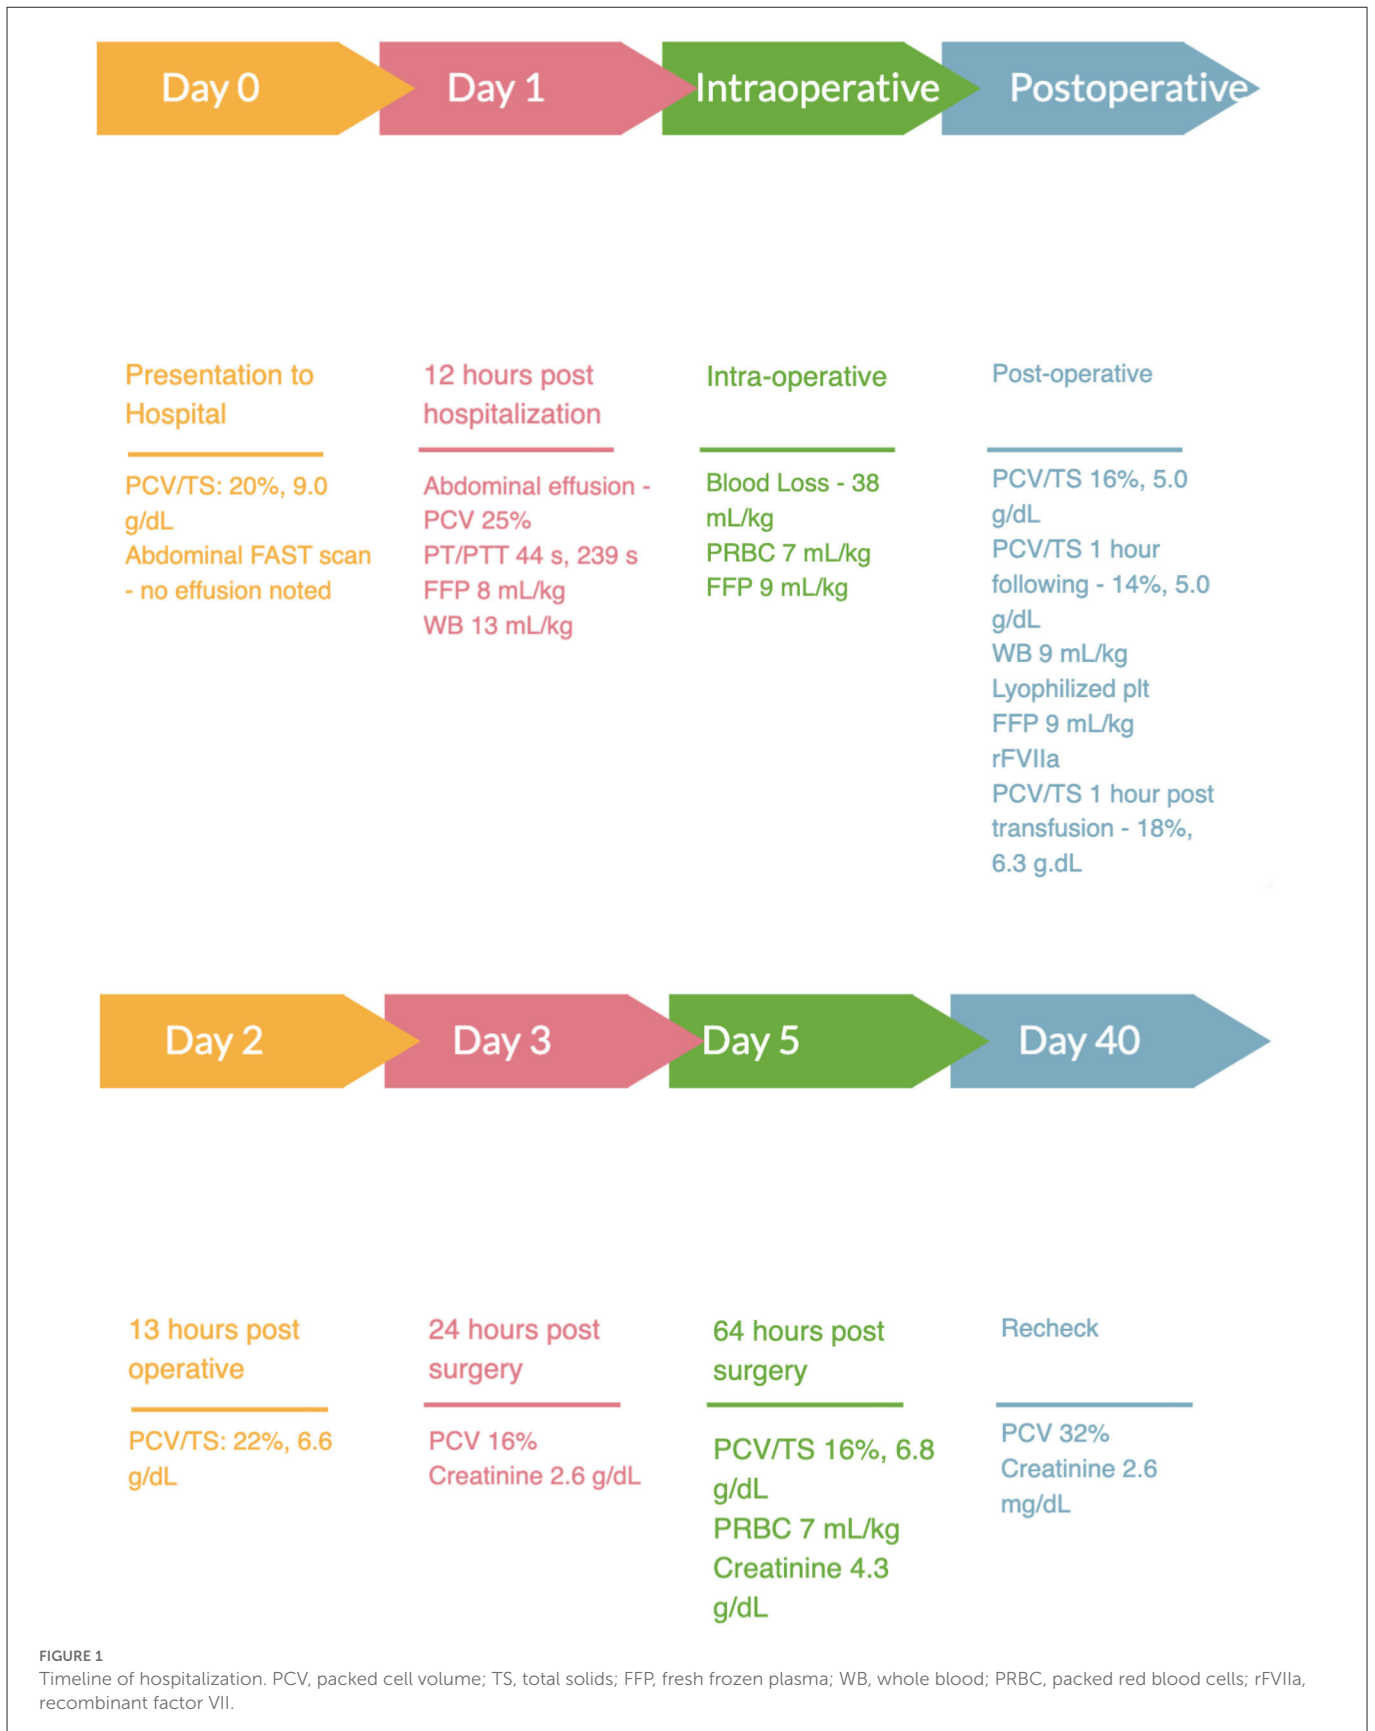 Day 0
Day 1
Intraoperative
Postoperative
Presentation to
Hospital
PCV/TS: 20%, 9.0
g/dL
Abdominal FAST scan
- no effusion noted
12 hours post
hospitalization
Abdominal effusion -
PCV 25%
PT/PTT 44 s, 239 s
FFP 8 mL/kg
WB 13 mL/kg
Intra-operative
Blood Loss - 38
mL/kg
PRBC 7 mL/kg
FFP 9 mL/kg
Post-operative
PCV/TS 16%, 5.0
g/dL
PCV/TS 1 hour
following - 14%, 5.0
g/dL
WB 9 mL/kg
Lyophilized plt
FFP 9 mL/kg
rFVIIa
PCV/TS 1 hour post
transfusion - 18%,
6.3 g.dL
Day 2
Day 3
Day 5
Day 40
13 hours post
operative
PCV/TS: 22%, 6.6
g/dL
24 hours post
surgery
PCV 16%
Creatinine 2.6 g/dL
64 hours post
surgery
PCV/TS 16%, 6.8
g/dL
PRBC 7 mL/kg
Creatinine 4.3
g/dL
Recheck
PCV 32%
Creatinine 2.6
mg/dL
FIGURE 1
Timeline of hospitalization. PCV, packed cell volume; TS, total solids; FFP, fresh frozen plasma; WB, whole blood; PRBC, packed red blood cells; rFVIIa,
recombinant factor VII.